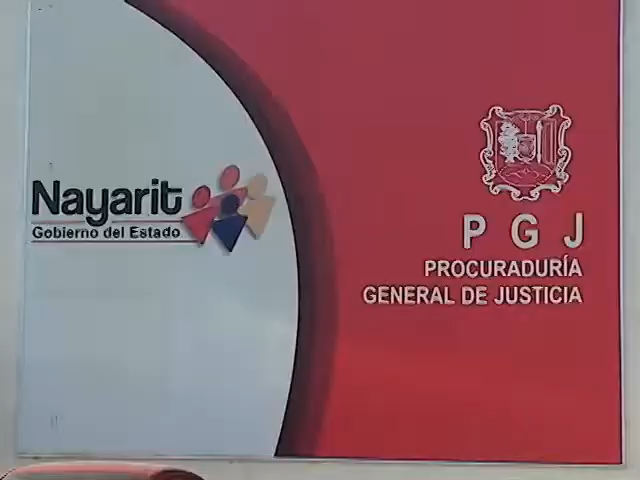 Nayarit
Gobierno del Estado
P G J
PROCURADURÍA
GENERAL DE JUSTICIA